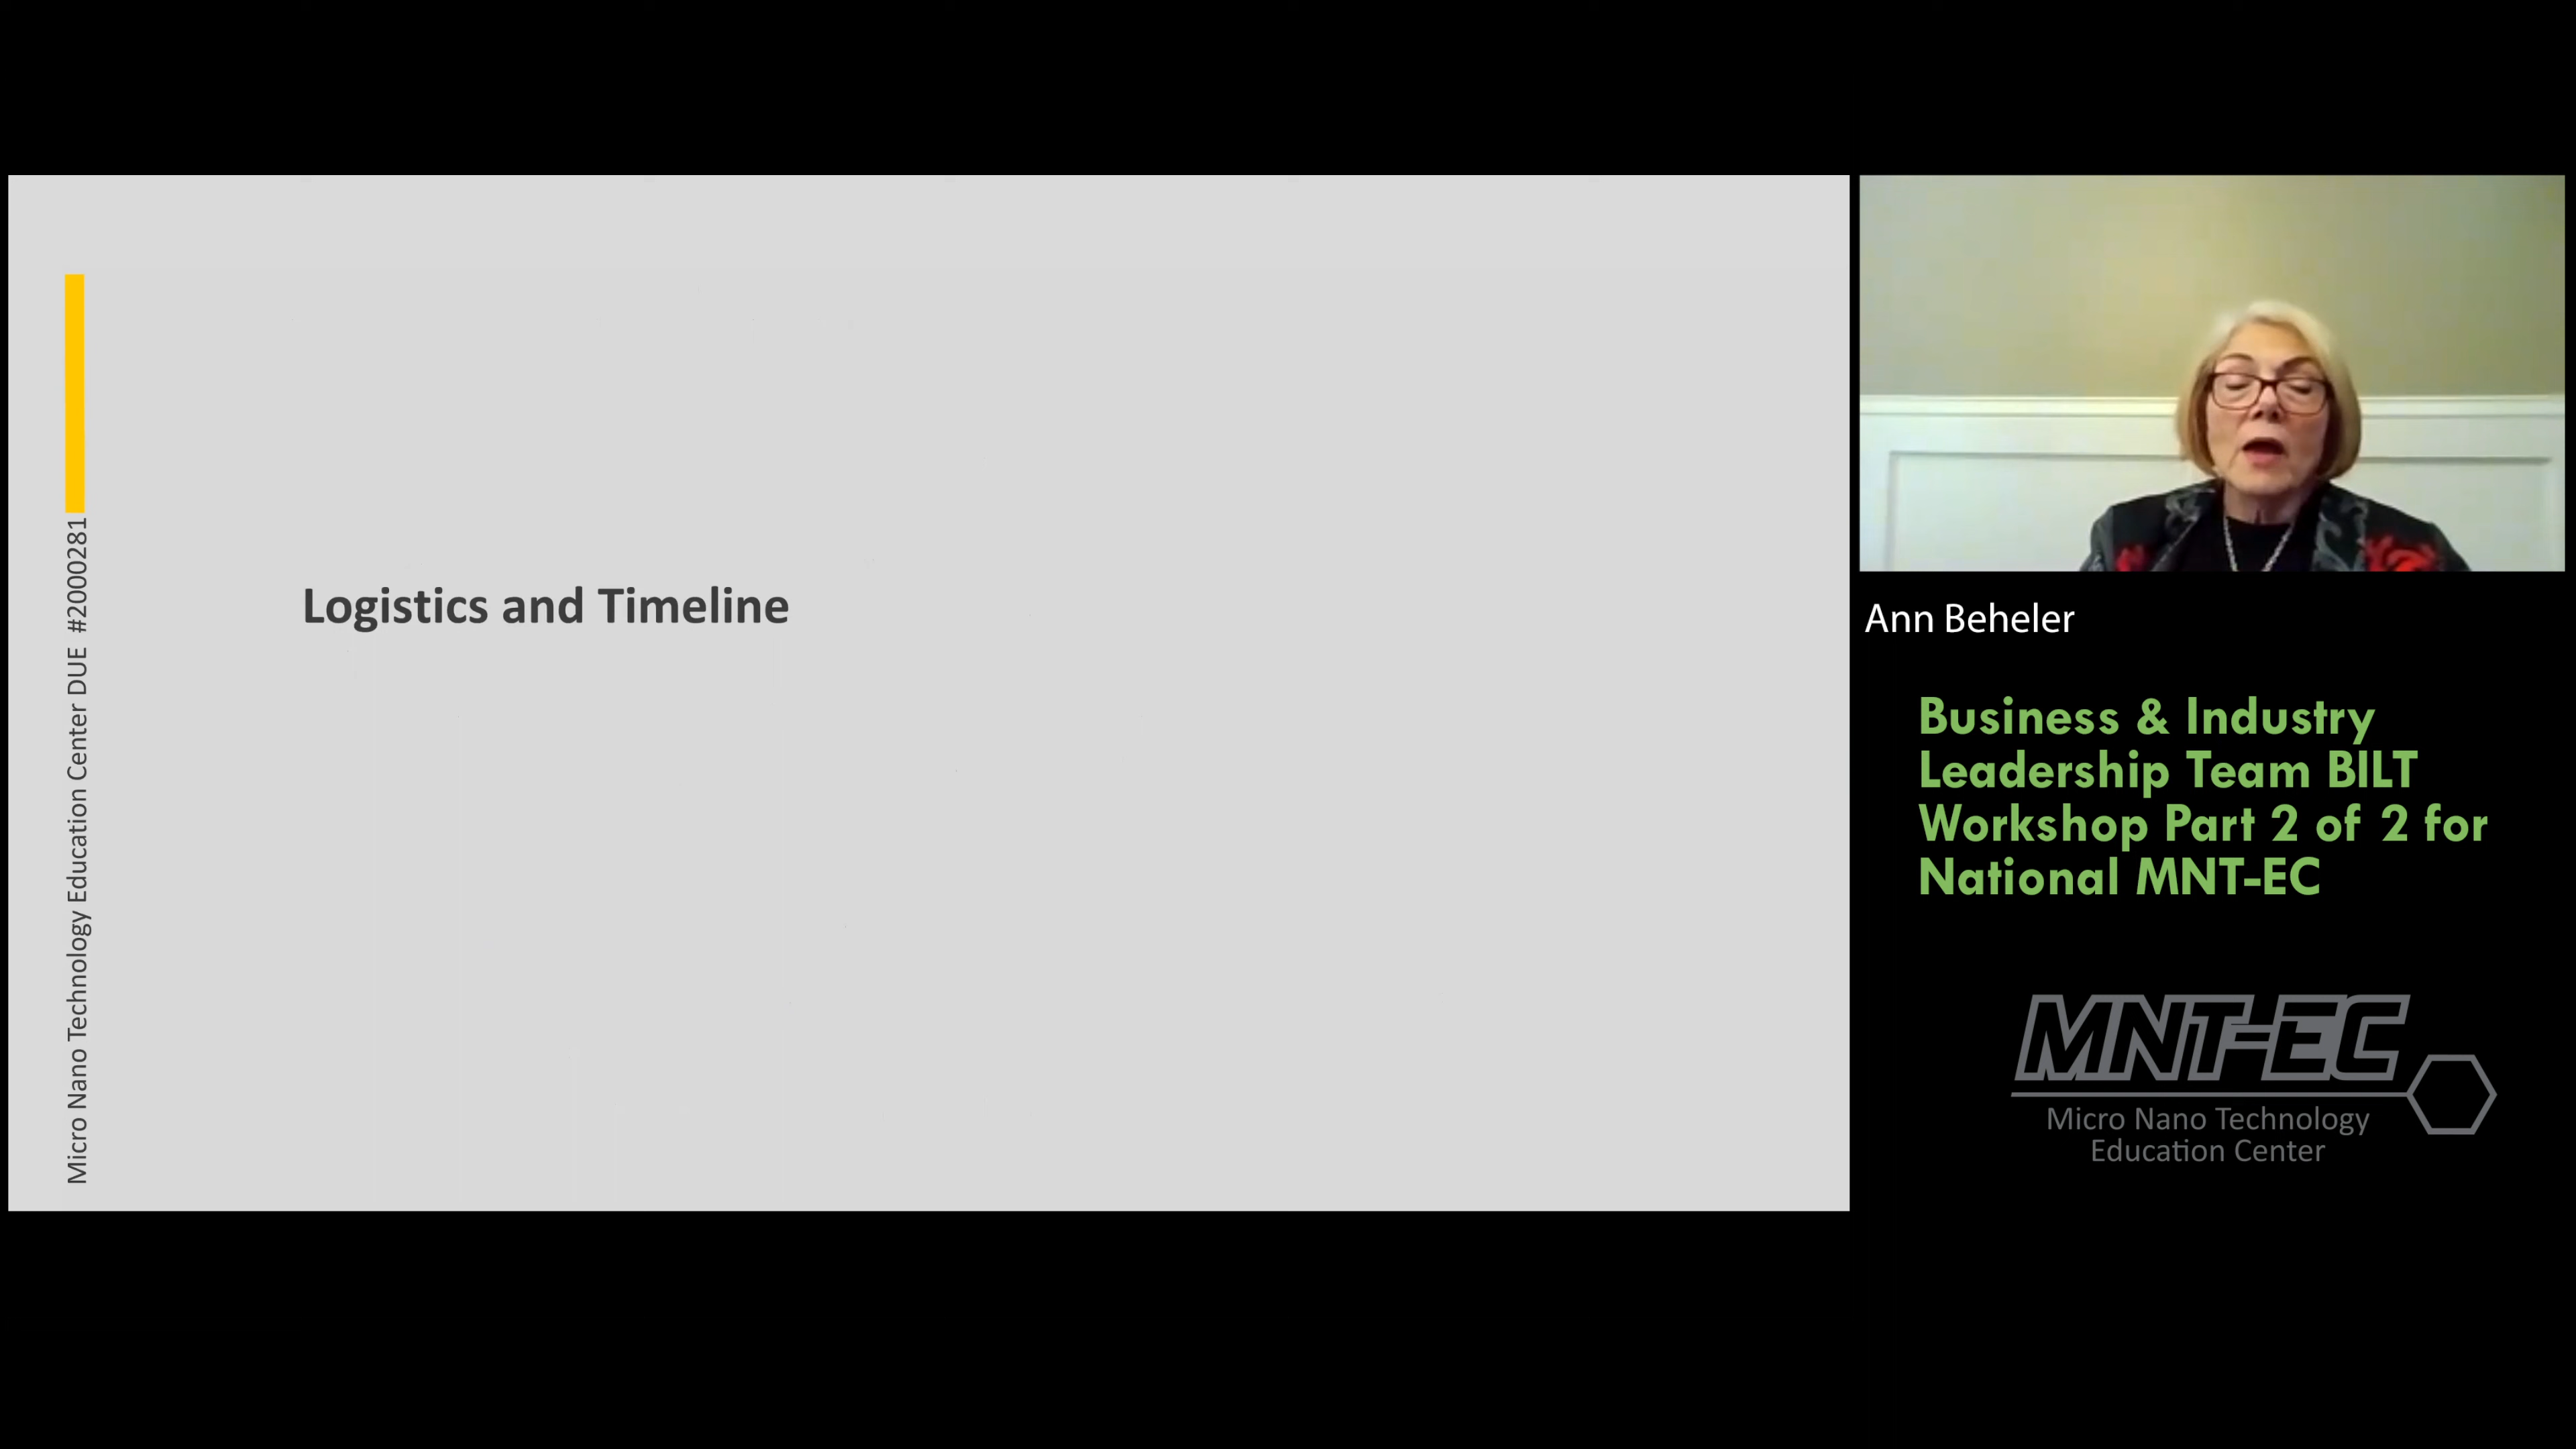 Micro Nano Technology Education Center DUE #2000281
Logistics and Timeline
Ann Beheler
Business & Industry
Leadership Team BILT
Workshop Part 2 of 2 for
National MNT-EC
MNT-EC
Micro Nano Technology
Education Center